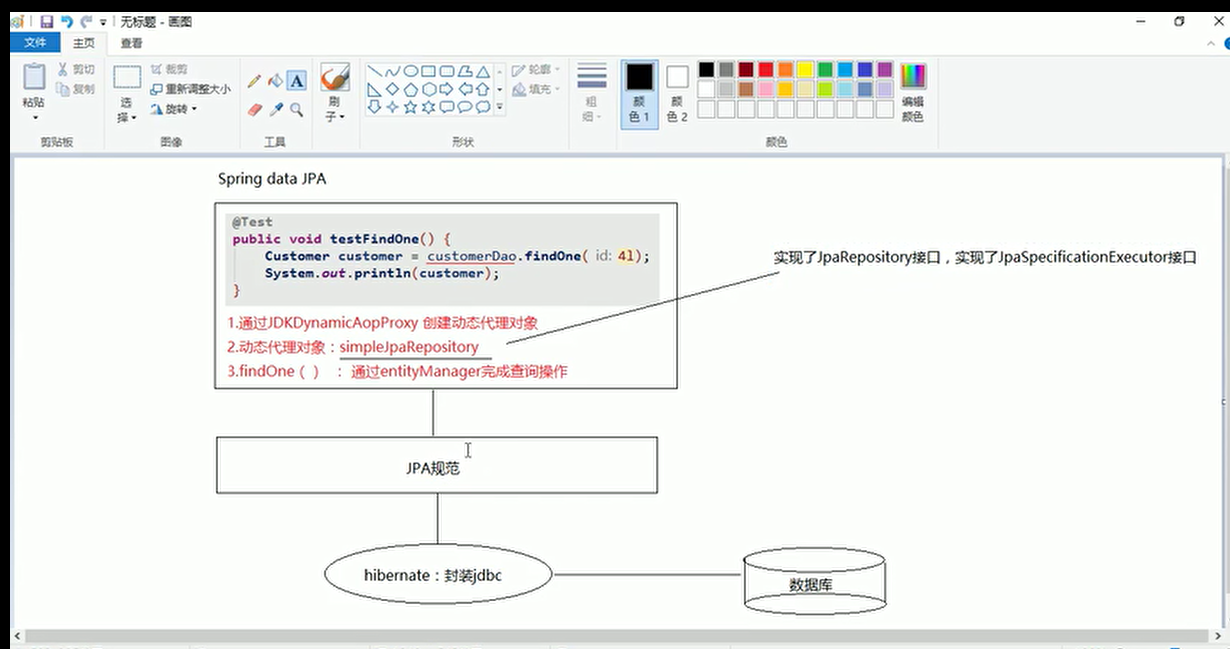 无标题 - 画图
文件 主页 查看
粘贴
剪切
复制
剪贴板
选择
裁剪
重新调整大小
旋转
图像
A
工具
刷子
轮廓
填充
形状
粗细
颜色 1
颜色 2
编辑颜色
颜色
Spring data JPA
@Test
public void testFindOne() {
Customer customer = customerDao.findOne( id: 4l);
System.out.println(customer);
}
1.通过JDKDynamicAopProxy 创建动态代理对象
2.动态代理对象：simpleJpaRepository
3.findOne（ ） ： 通过entityManager完成查询操作
实现了JpaRepository接口，实现了JpaSpecificationExecutor接口
JPA规范
hibernate：封装jdbc
数据库